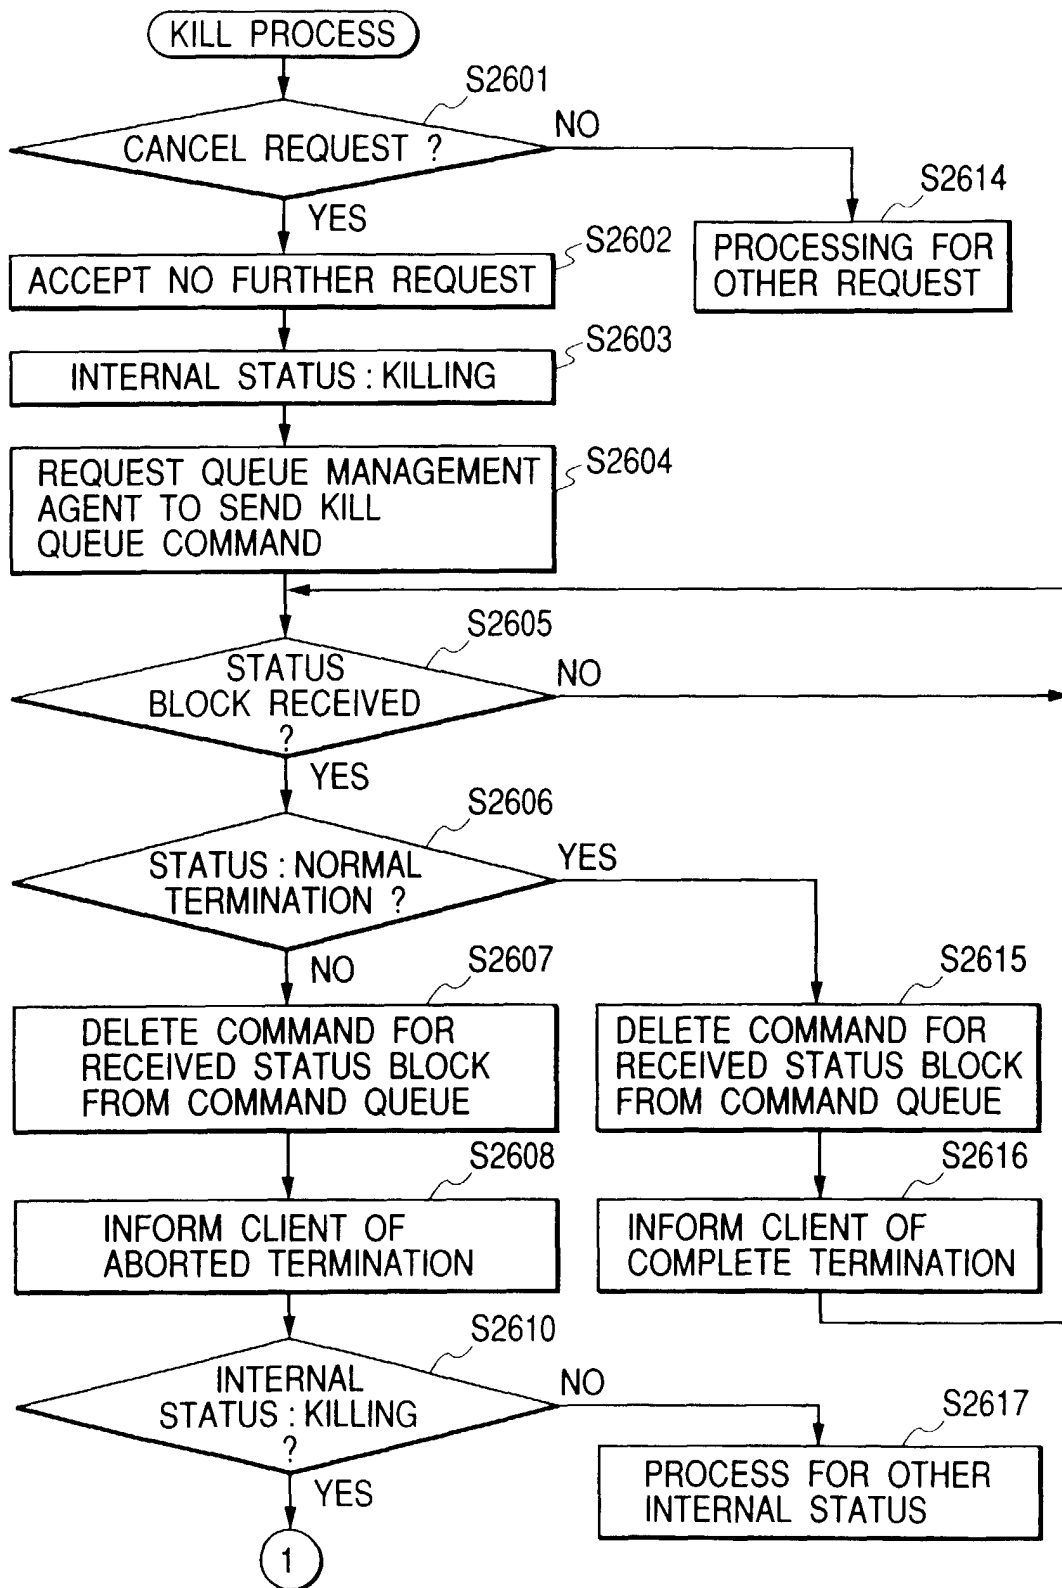 KILL PROCESS
S2601
CANCEL REQUEST ?
NO
YES
S2614
PROCESSING FOR
OTHER REQUEST
S2602
ACCEPT NO FURTHER REQUEST
S2603
INTERNAL STATUS : KILLING
S2604
REQUEST QUEUE MANAGEMENT
AGENT TO SEND KILL
QUEUE COMMAND
S2605
STATUS
BLOCK RECEIVED
?
NO
YES
S2606
STATUS : NORMAL
TERMINATION ?
YES
NO
S2607
DELETE COMMAND FOR
RECEIVED STATUS BLOCK
FROM COMMAND QUEUE
S2615
DELETE COMMAND FOR
RECEIVED STATUS BLOCK
FROM COMMAND QUEUE
S2608
INFORM CLIENT OF
ABORTED TERMINATION
S2616
INFORM CLIENT OF
COMPLETE TERMINATION
S2610
INTERNAL
STATUS : KILLING
?
NO
YES
S2617
PROCESS FOR OTHER
INTERNAL STATUS
1